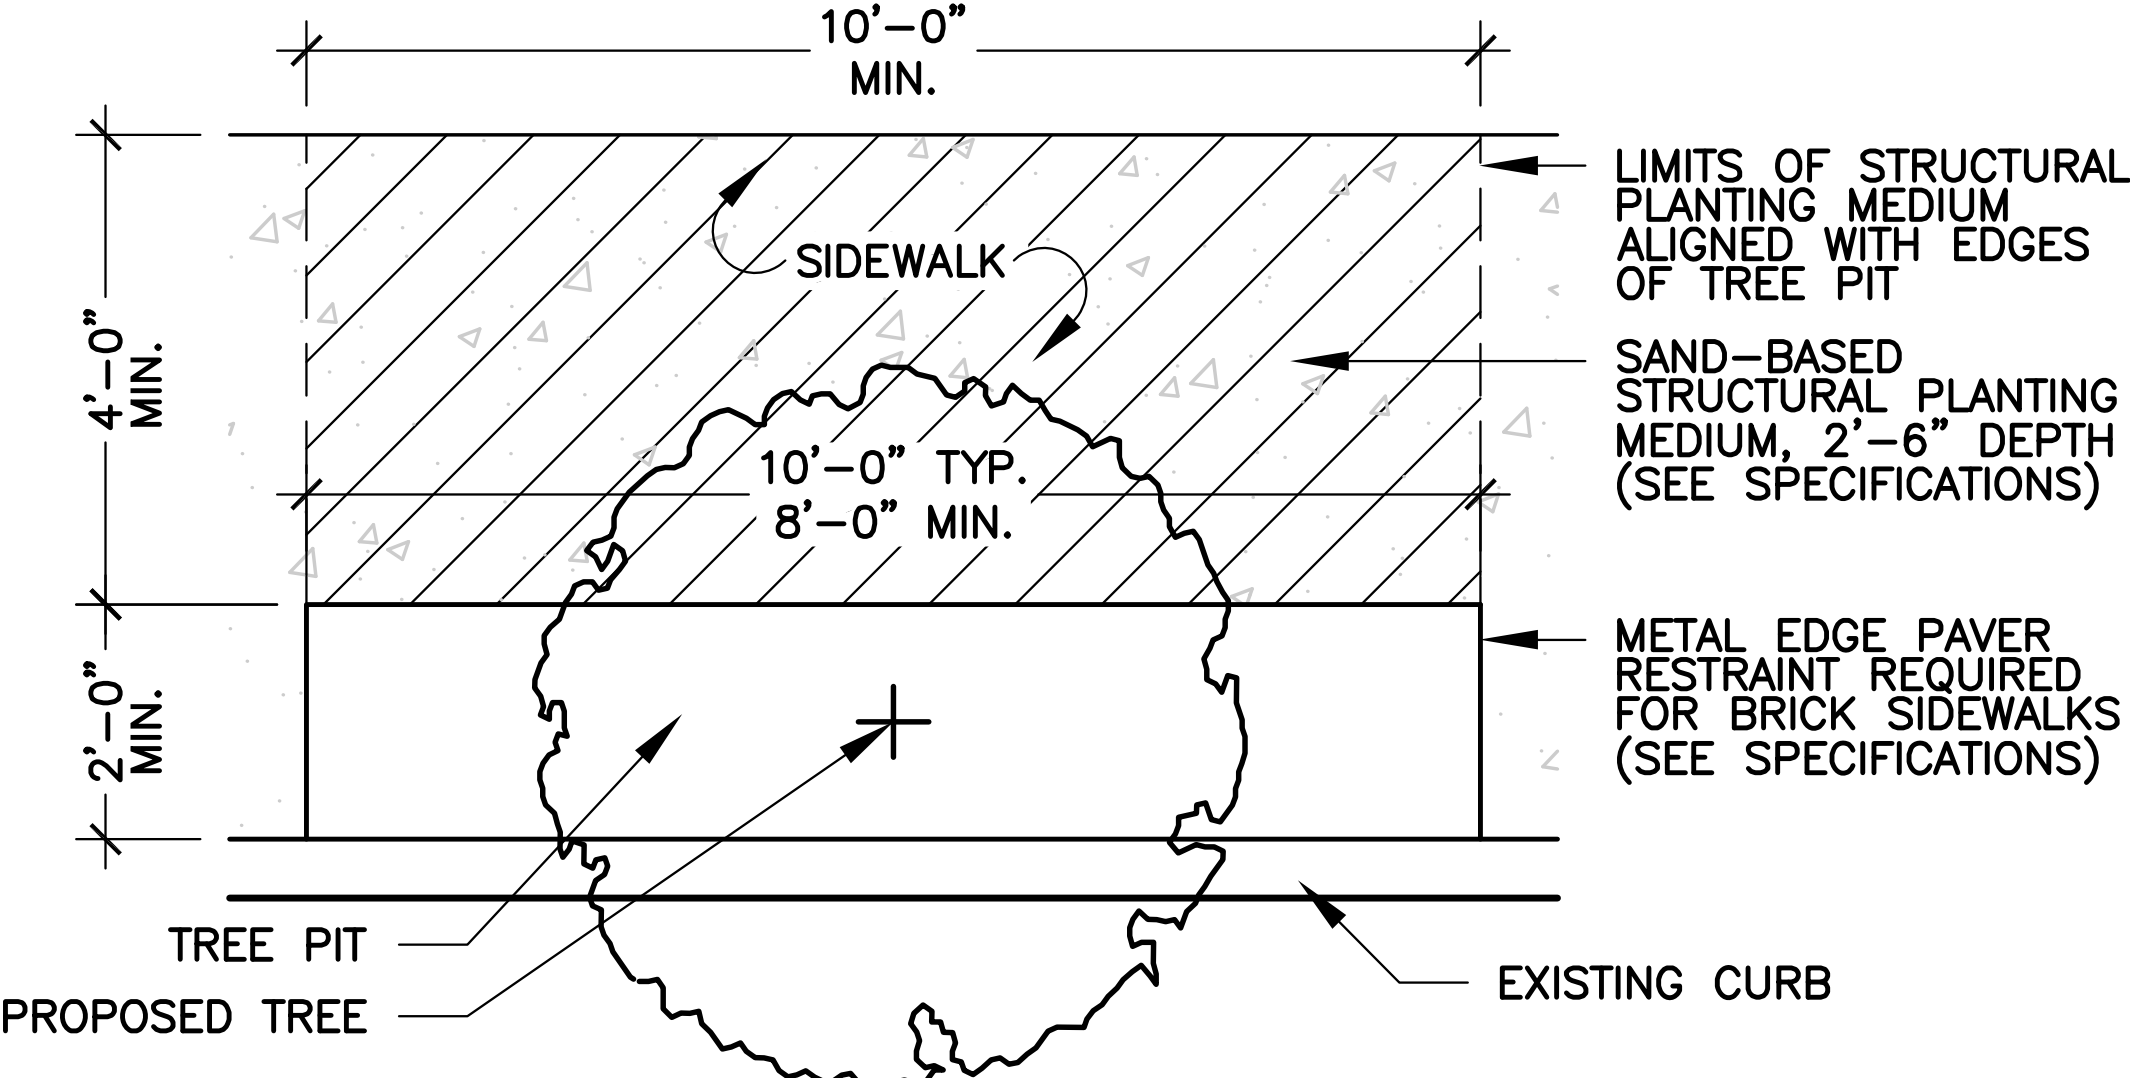 10'-0"
MIN.
LIMITS OF STRUCTURAL
PLANTING MEDIUM
ALIGNED WITH EDGES
OF TREE PIT
SIDEWALK
4'-0"
MIN.
SAND-BASED
STRUCTURAL PLANTING
MEDIUM, 2'-6" DEPTH
(SEE SPECIFICATIONS)
10'-0" TYP.
8'-0" MIN.
2'-0"
MIN.
METAL EDGE PAVER
RESTRAINT REQUIRED
FOR BRICK SIDEWALKS
(SEE SPECIFICATIONS)
TREE PIT
PROPOSED TREE
EXISTING CURB